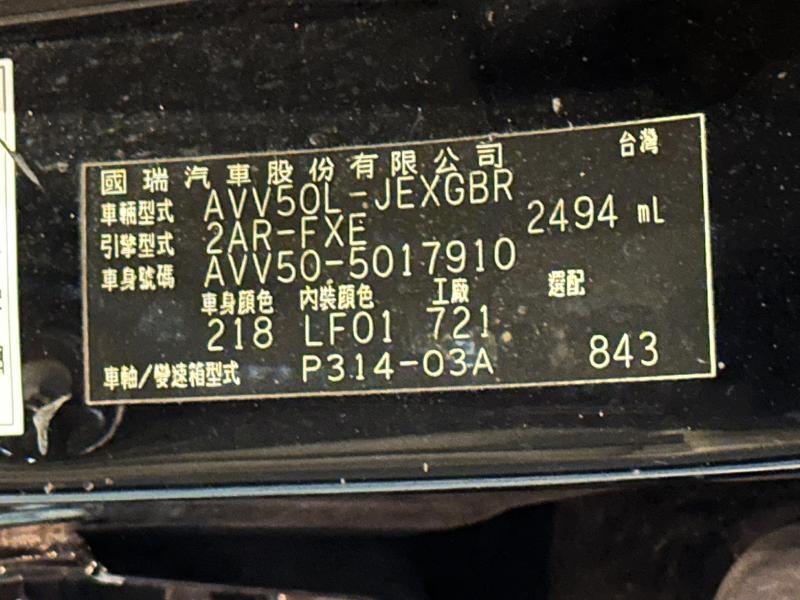 國瑞汽車股份有限公司 台灣
車輛型式 AVV50L-JEXGBR
引擎型式 2AR-FXE 2494 mL
車身號碼 AVV50-5017910
車身顏色 內裝顏色 工廠 選配
218 LF01 721
車軸/變速箱型式 P314-03A 843